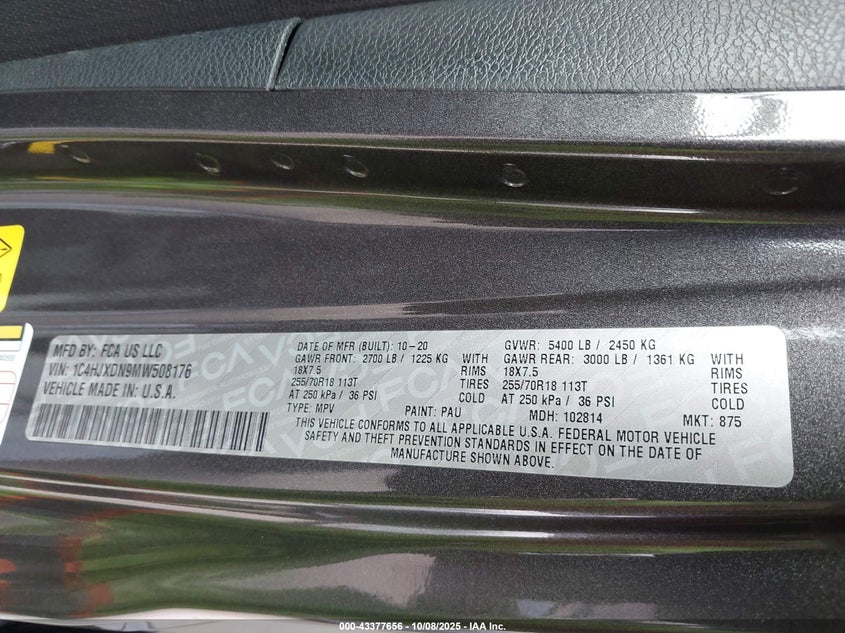 MFD BY: FCA US LLC
VIN: 1C4HJXDN9MW508176
VEHICLE MADE IN: U.S.A.
DATE OF MFR (BUILT): 10-20 GVWR: 5400 LB / 2450 KG
GAWR FRONT: 2700 LB / 1225 KG WITH GAWR REAR: 3000 LB / 1361 KG WITH
18X7.5 RIMS 18X7.5 RIMS
255/70R18 113T TIRES 255/70R18 113T TIRES
AT 250 kPa / 36 PSI COLD AT 250 kPa / 36 PSI COLD
TYPE: MPV PAINT: PAU MDH: 102814 MKT: 875
THIS VEHICLE CONFORMS TO ALL APPLICABLE U.S.A. FEDERAL MOTOR VEHICLE
SAFETY AND THEFT PREVENTION STANDARDS IN EFFECT ON THE DATE OF
MANUFACTURE SHOWN ABOVE.
000-43377656 - 10/08/2025 - IAA Inc.